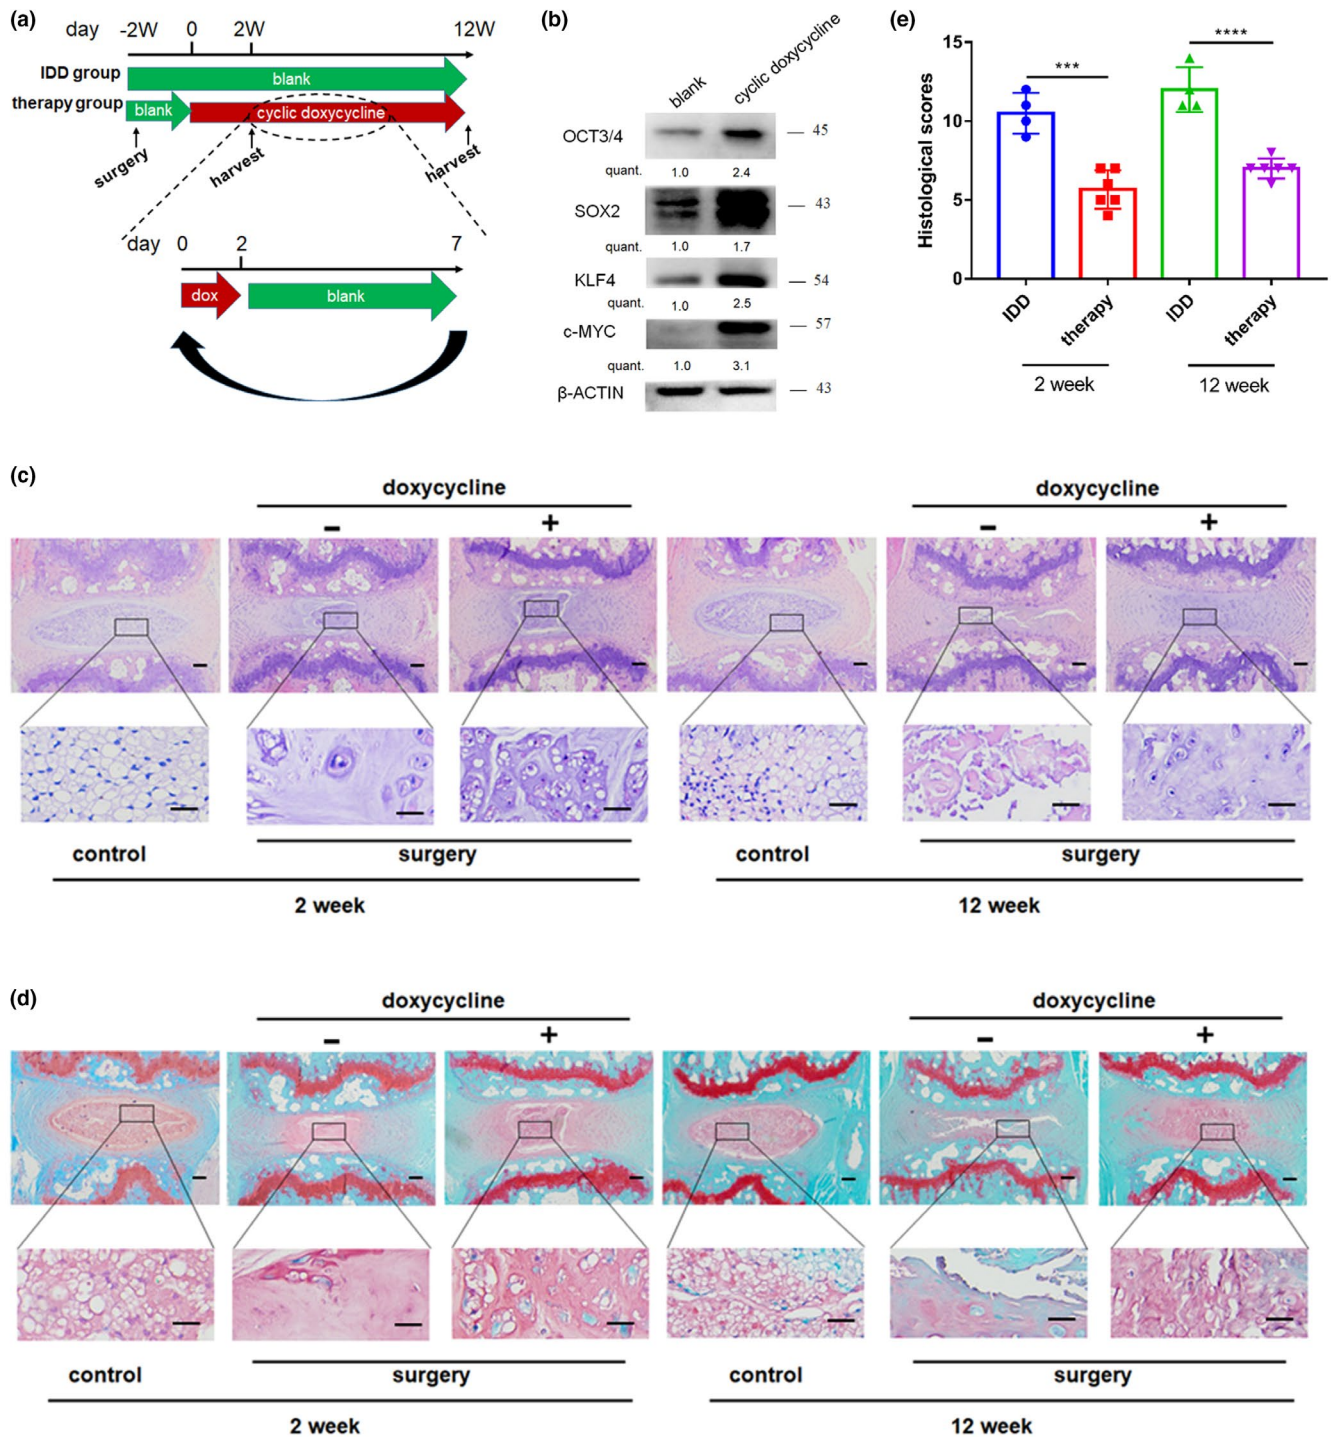 (a)
day -2W 0 2W 12W
IDD group blank
therapy group blank cyclic doxycycline
surgery harvest harvest
day 0 2 7
dox blank
(b)
blank cyclic doxycycline
OCT3/4 45
quant. 1.0 2.4
SOX2 43
quant. 1.0 1.7
KLF4 54
quant. 1.0 2.5
c-MYC 57
quant. 1.0 3.1
β-ACTIN 43
(e)
Histological scores
15
10
5
0
*** ****
IDD therapy IDD therapy
2 week 12 week
(c)
doxycycline doxycycline
– + – +
control surgery control surgery
2 week 12 week
(d)
doxycycline doxycycline
– + – +
control surgery control surgery
2 week 12 week